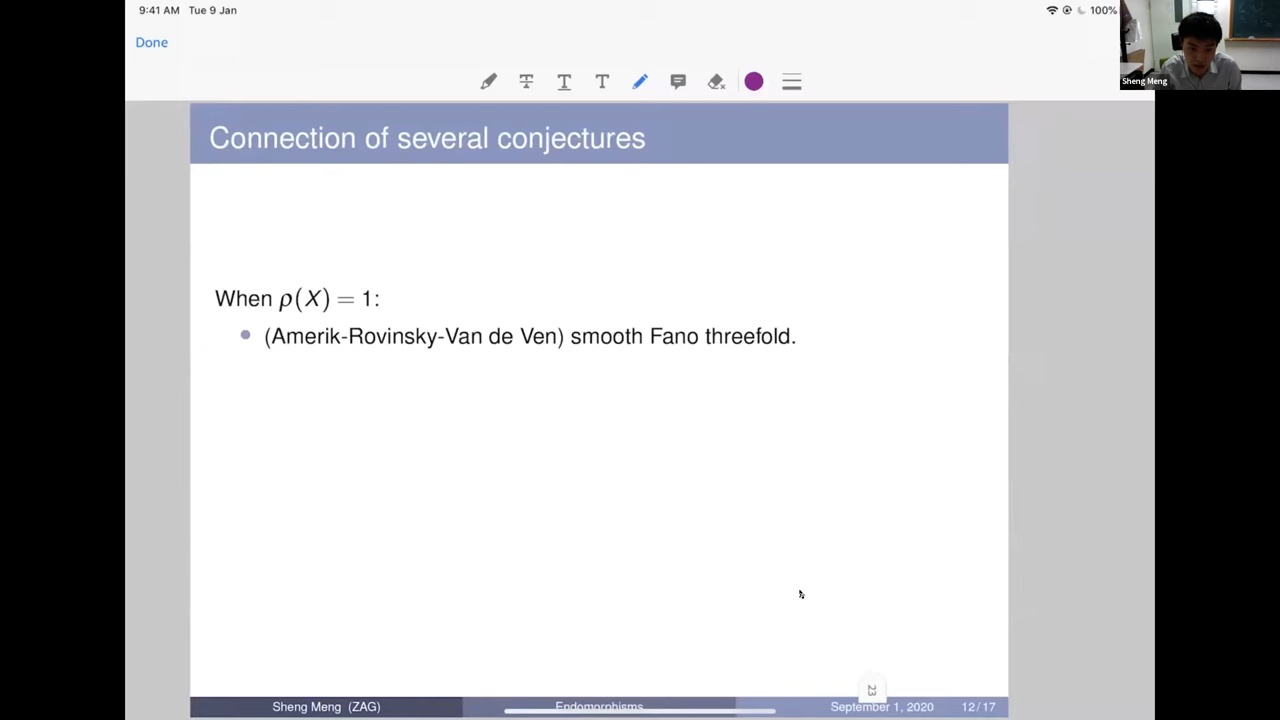 9:41 AM Tue 9 Jan
100%
Done
Sheng Meng
Connection of several conjectures
When ρ(X) = 1:
(Amerik-Rovinsky-Van de Ven) smooth Fano threefold.
23
Sheng Meng (ZAG)
Endomorphisms
September 1, 2020
12 / 17